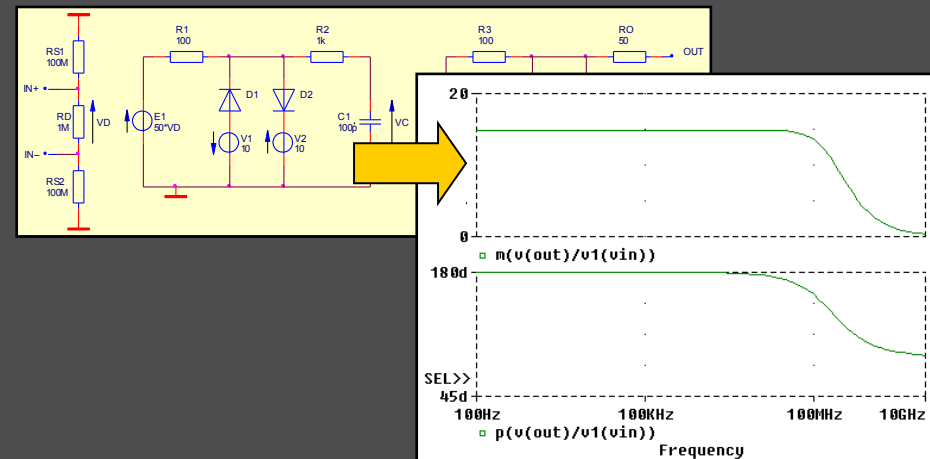 RS1
100M
IN+
RD
1M
VD
IN–
RS2
100M
R1
100
R2
1k
E1
50*VD
D1
D2
V1
10
V2
10
C1
100p
VC
R3
100
RO
50
OUT
20
0
m(v(out)/v1(vin))
180d
SEL>>
45d
100Hz 100KHz 100MHz 10GHz
p(v(out)/v1(vin))
Frequency